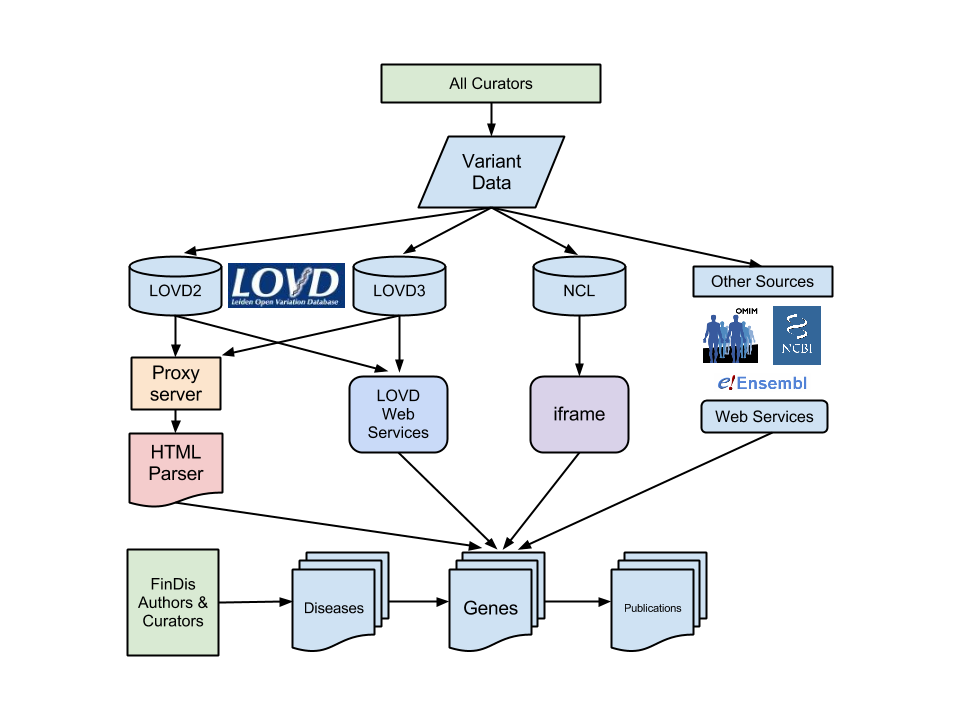 All Curators
Variant
Data
LOVD2
LOVD
Leiden Open Variation Database
LOVD3
NCL
Other Sources
OMIM
NCBI
e!Ensembl
Proxy
server
LOVD
Web
Services
iframe
Web Services
HTML
Parser
FinDis
Authors &
Curators
Diseases
Genes
Publications